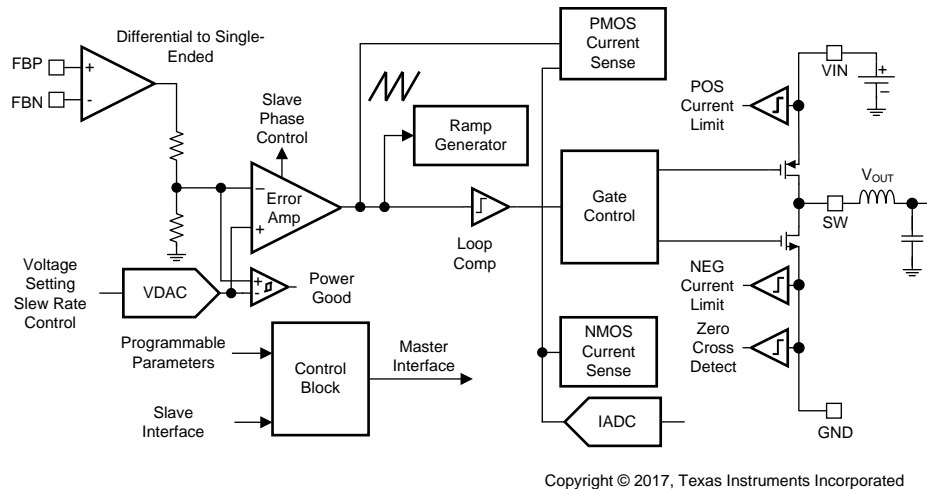 Differential to Single-
Ended
FBP
FBN
+
-
Slave
Phase
Control
PMOS
Current
Sense
Ramp
Generator
POS
Current
Limit
VIN
+
−
Error
Amp
−
+
Gate
Control
Loop
Comp
VOUT
SW
Voltage
Setting
Slew Rate
Control
VDAC
+
-
Power
Good
NEG
Current
Limit
Programmable
Parameters
Slave
Interface
Control
Block
Master
Interface
NMOS
Current
Sense
Zero
Cross
Detect
IADC
GND
Copyright © 2017, Texas Instruments Incorporated